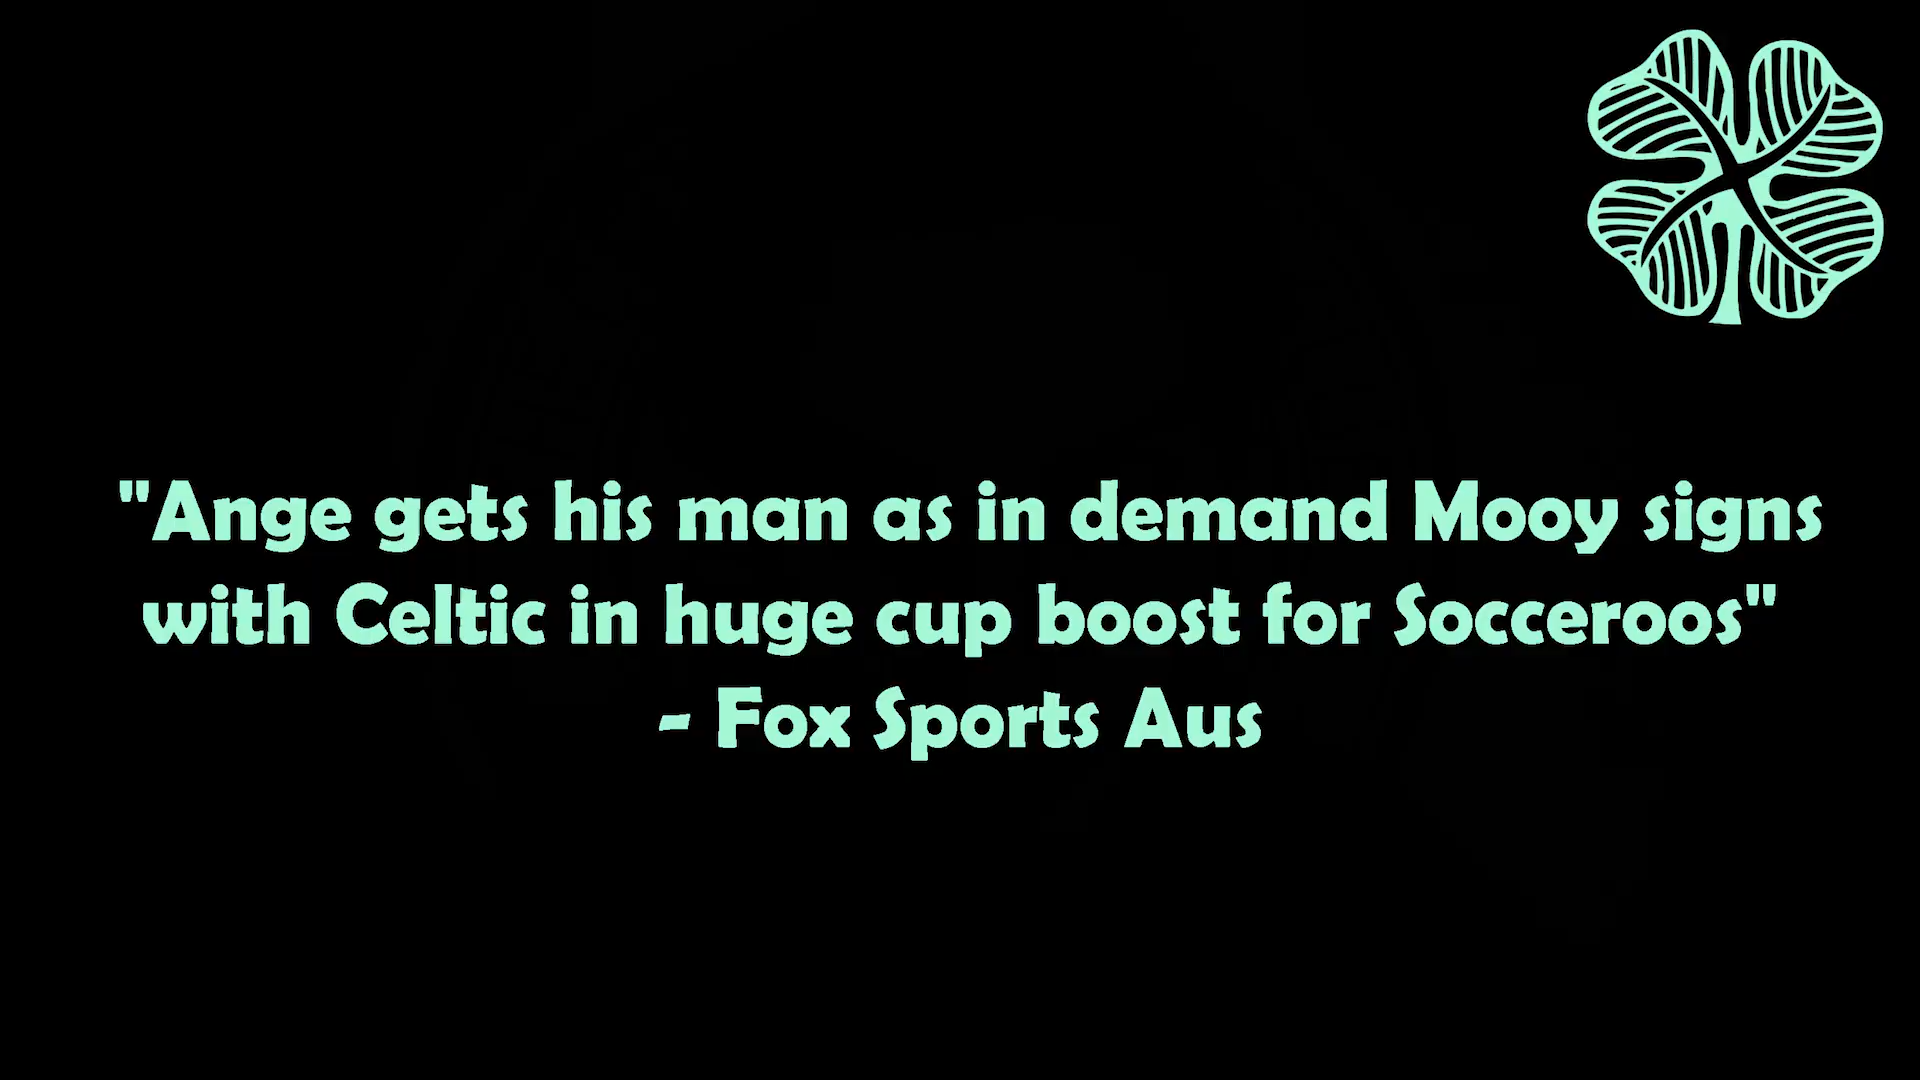 "Ange gets his man as in demand Mooy signs
with Celtic in huge cup boost for Socceroos"
- Fox Sports Aus